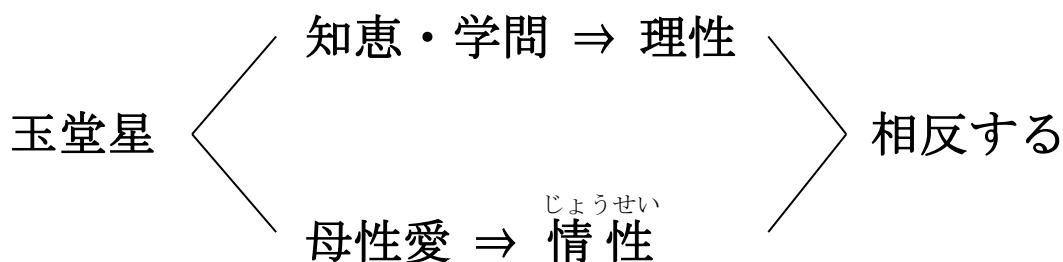 知恵・学問 ⇒ 理性
玉堂星
相反する
じょうせい
母性愛 ⇒ 情性